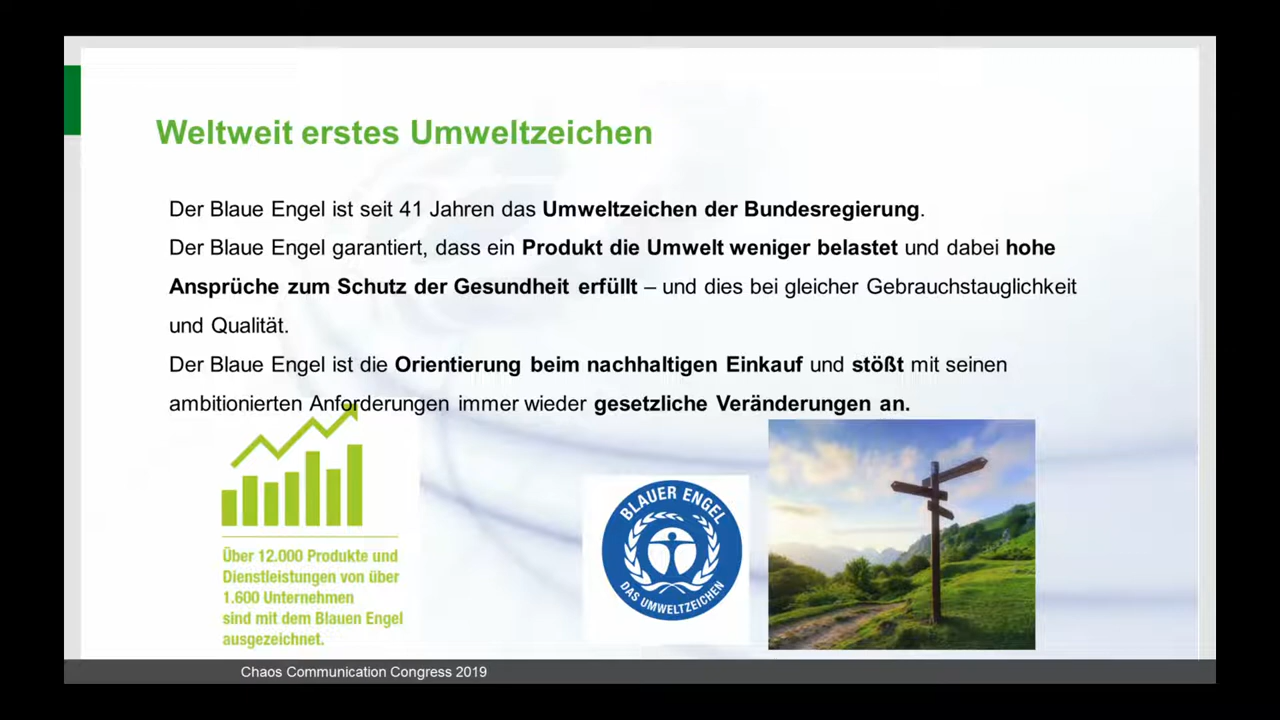 Weltweit erstes Umweltzeichen
Der Blaue Engel ist seit 41 Jahren das Umweltzeichen der Bundesregierung.
Der Blaue Engel garantiert, dass ein Produkt die Umwelt weniger belastet und dabei hohe
Ansprüche zum Schutz der Gesundheit erfüllt – und dies bei gleicher Gebrauchstauglichkeit
und Qualität.
Der Blaue Engel ist die Orientierung beim nachhaltigen Einkauf und stößt mit seinen
ambitionierten Anforderungen immer wieder gesetzliche Veränderungen an.
Über 12.000 Produkte und
Dienstleistungen von über
1.600 Unternehmen
sind mit dem Blauen Engel
ausgezeichnet.
BLAUER ENGEL
DAS UMWELTZEICHEN
Chaos Communication Congress 2019